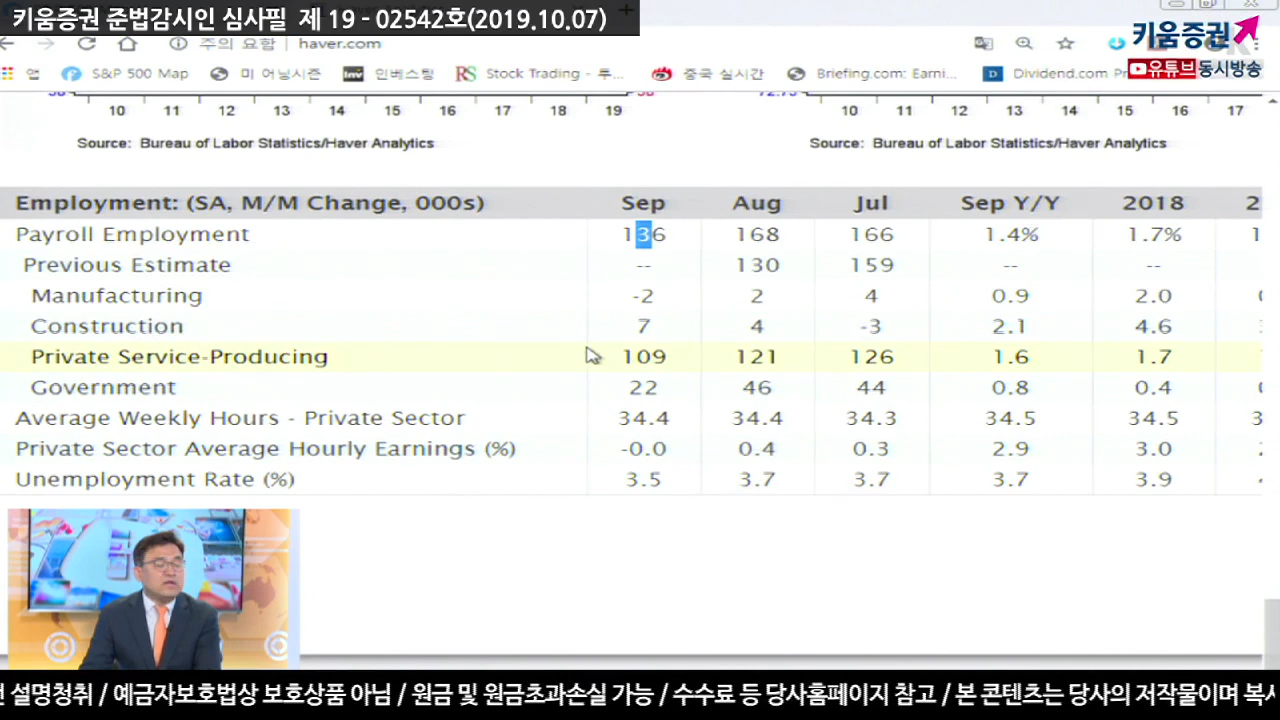 키움증권 준법감시인 심사필 제 19 - 02542호(2019.10.07)
키움증권
유튜브동시방송
주의 요함 haver.com
앱 S&P 500 Map 미 어닝시즌 Inv 인베스팅 RS Stock Trading - 투... 중국 실시간 Briefing.com: Earni... D Dividend.com Pr
10 11 12 13 14 15 16 17 18 19 10 11 12 13 14 15 16 17
Source: Bureau of Labor Statistics/Haver Analytics Source: Bureau of Labor Statistics/Haver Analytics
Employment: (SA, M/M Change, 000s) Sep Aug Jul Sep Y/Y 2018 2
Payroll Employment 136 168 166 1.4% 1.7% 1
Previous Estimate -- 130 159 -- --
Manufacturing -2 2 4 0.9 2.0
Construction 7 4 -3 2.1 4.6
Private Service-Producing 109 121 126 1.6 1.7
Government 22 46 44 0.8 0.4
Average Weekly Hours - Private Sector 34.4 34.4 34.3 34.5 34.5 3
Private Sector Average Hourly Earnings (%) -0.0 0.4 0.3 2.9 3.0
Unemployment Rate (%) 3.5 3.7 3.7 3.7 3.9
설명청취 / 예금자보호법상 보호상품 아님 / 원금 및 원금초과손실 가능 / 수수료 등 당사홈페이지 참고 / 본 콘텐츠는 당사의 저작물이며 복사